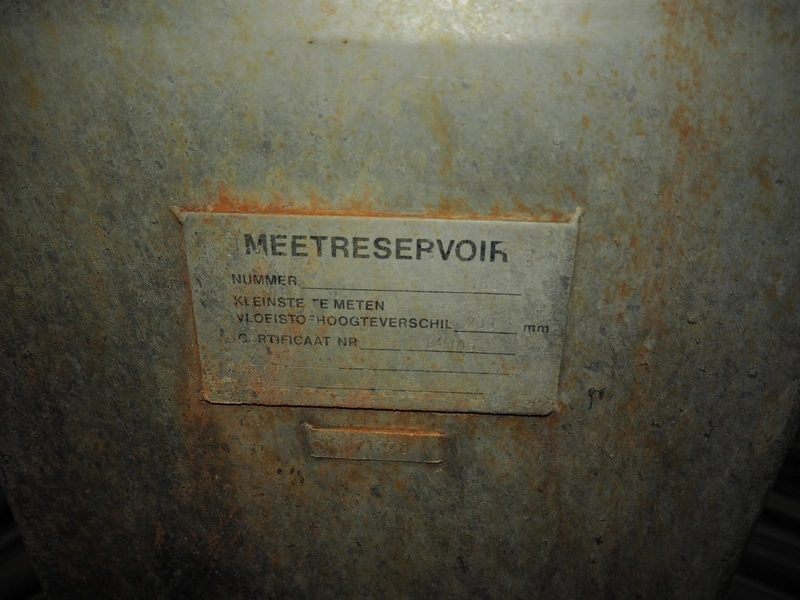 MEETRESERVOIR
NUMMER
KLEINSTE TE METEN
VLOEISTOFHOOGTEVERSCHIL mm
CERTIFICAAT NR